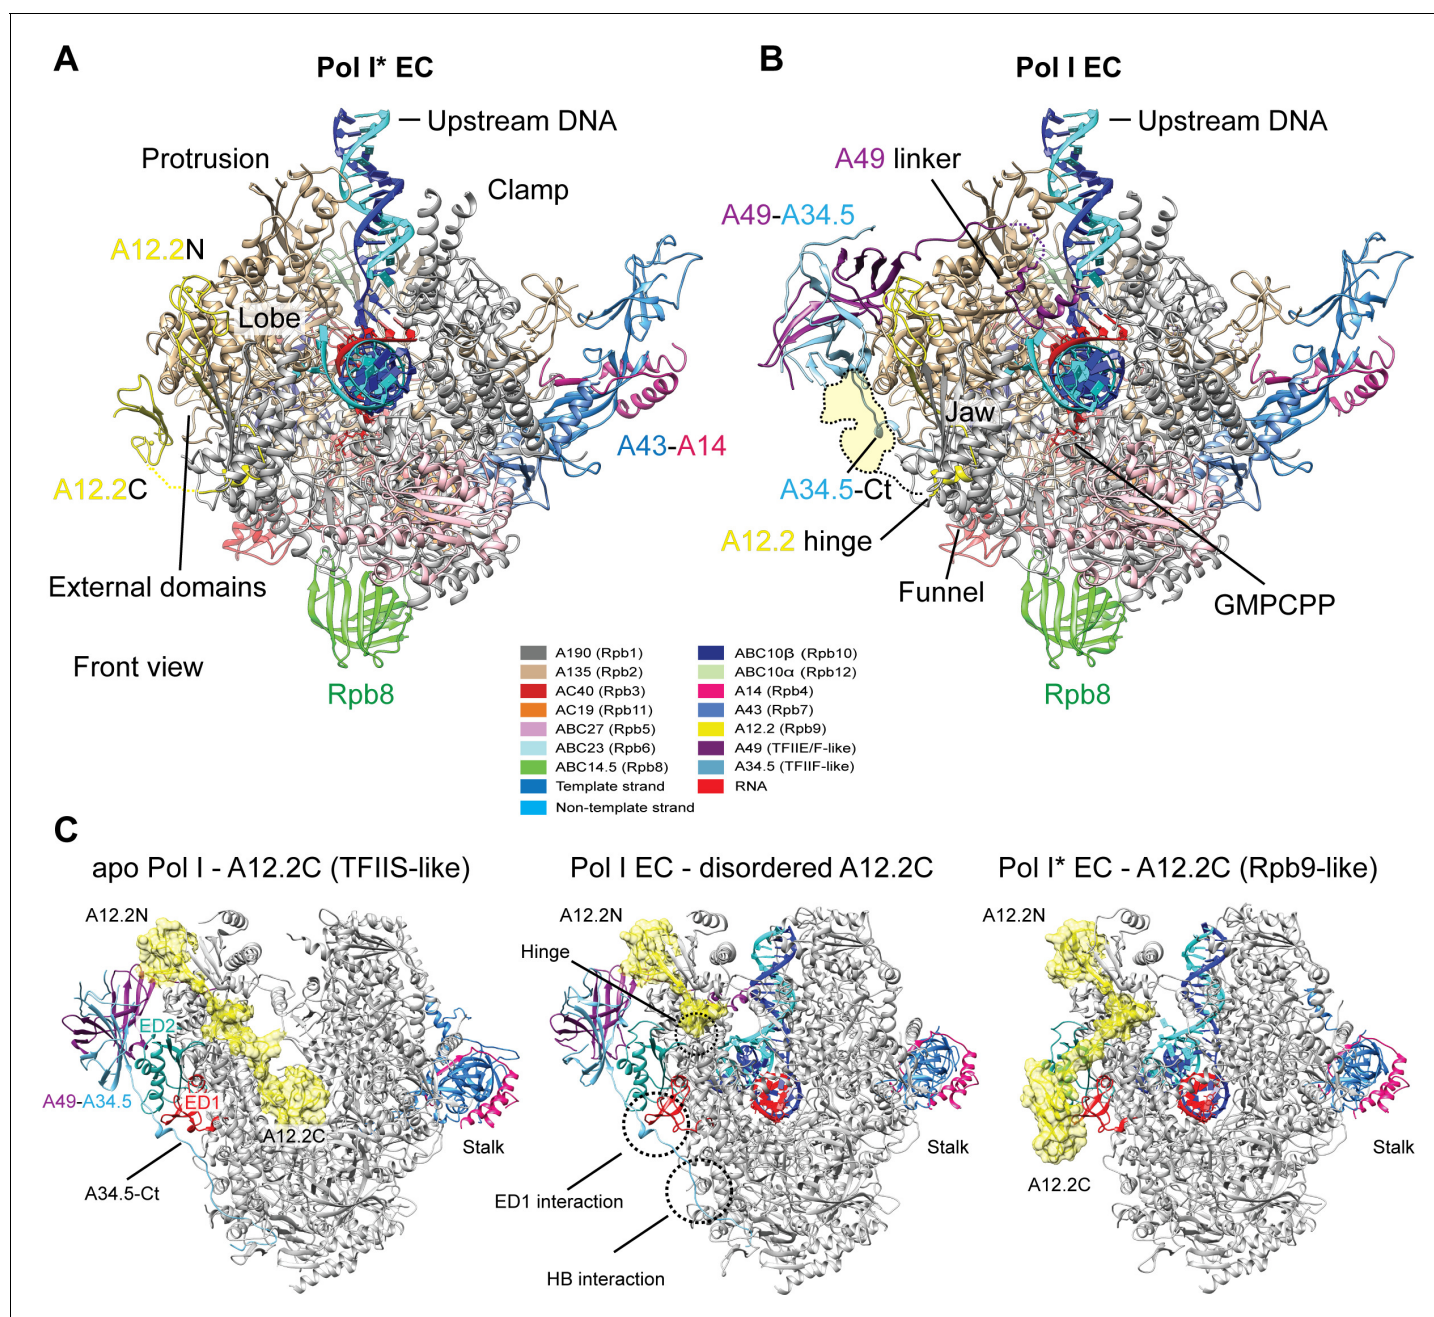 A
Pol I* EC
Upstream DNA
Protrusion
Clamp
A12.2N
Lobe
A12.2C
A43-A14
External domains
Front view
Rpb8
B
Pol I EC
Upstream DNA
A49 linker
A49-A34.5
Jaw
A34.5-Ct
A12.2 hinge
Funnel
GMPCPP
Rpb8
A190 (Rpb1)
A135 (Rpb2)
AC40 (Rpb3)
AC19 (Rpb11)
ABC27 (Rpb5)
ABC23 (Rpb6)
ABC14.5 (Rpb8)
Template strand
Non-template strand
ABC10β (Rpb10)
ABC10α (Rpb12)
A14 (Rpb4)
A43 (Rpb7)
A12.2 (Rpb9)
A49 (TFIIE/F-like)
A34.5 (TFIIF-like)
RNA
C
apo Pol I - A12.2C (TFIIS-like)
A12.2N
ED2
A49-A34.5
ED1
A12.2C
Stalk
A34.5-Ct
Pol I EC - disordered A12.2C
A12.2N
Hinge
Stalk
ED1 interaction
HB interaction
Pol I* EC - A12.2C (Rpb9-like)
A12.2N
Stalk
A12.2C